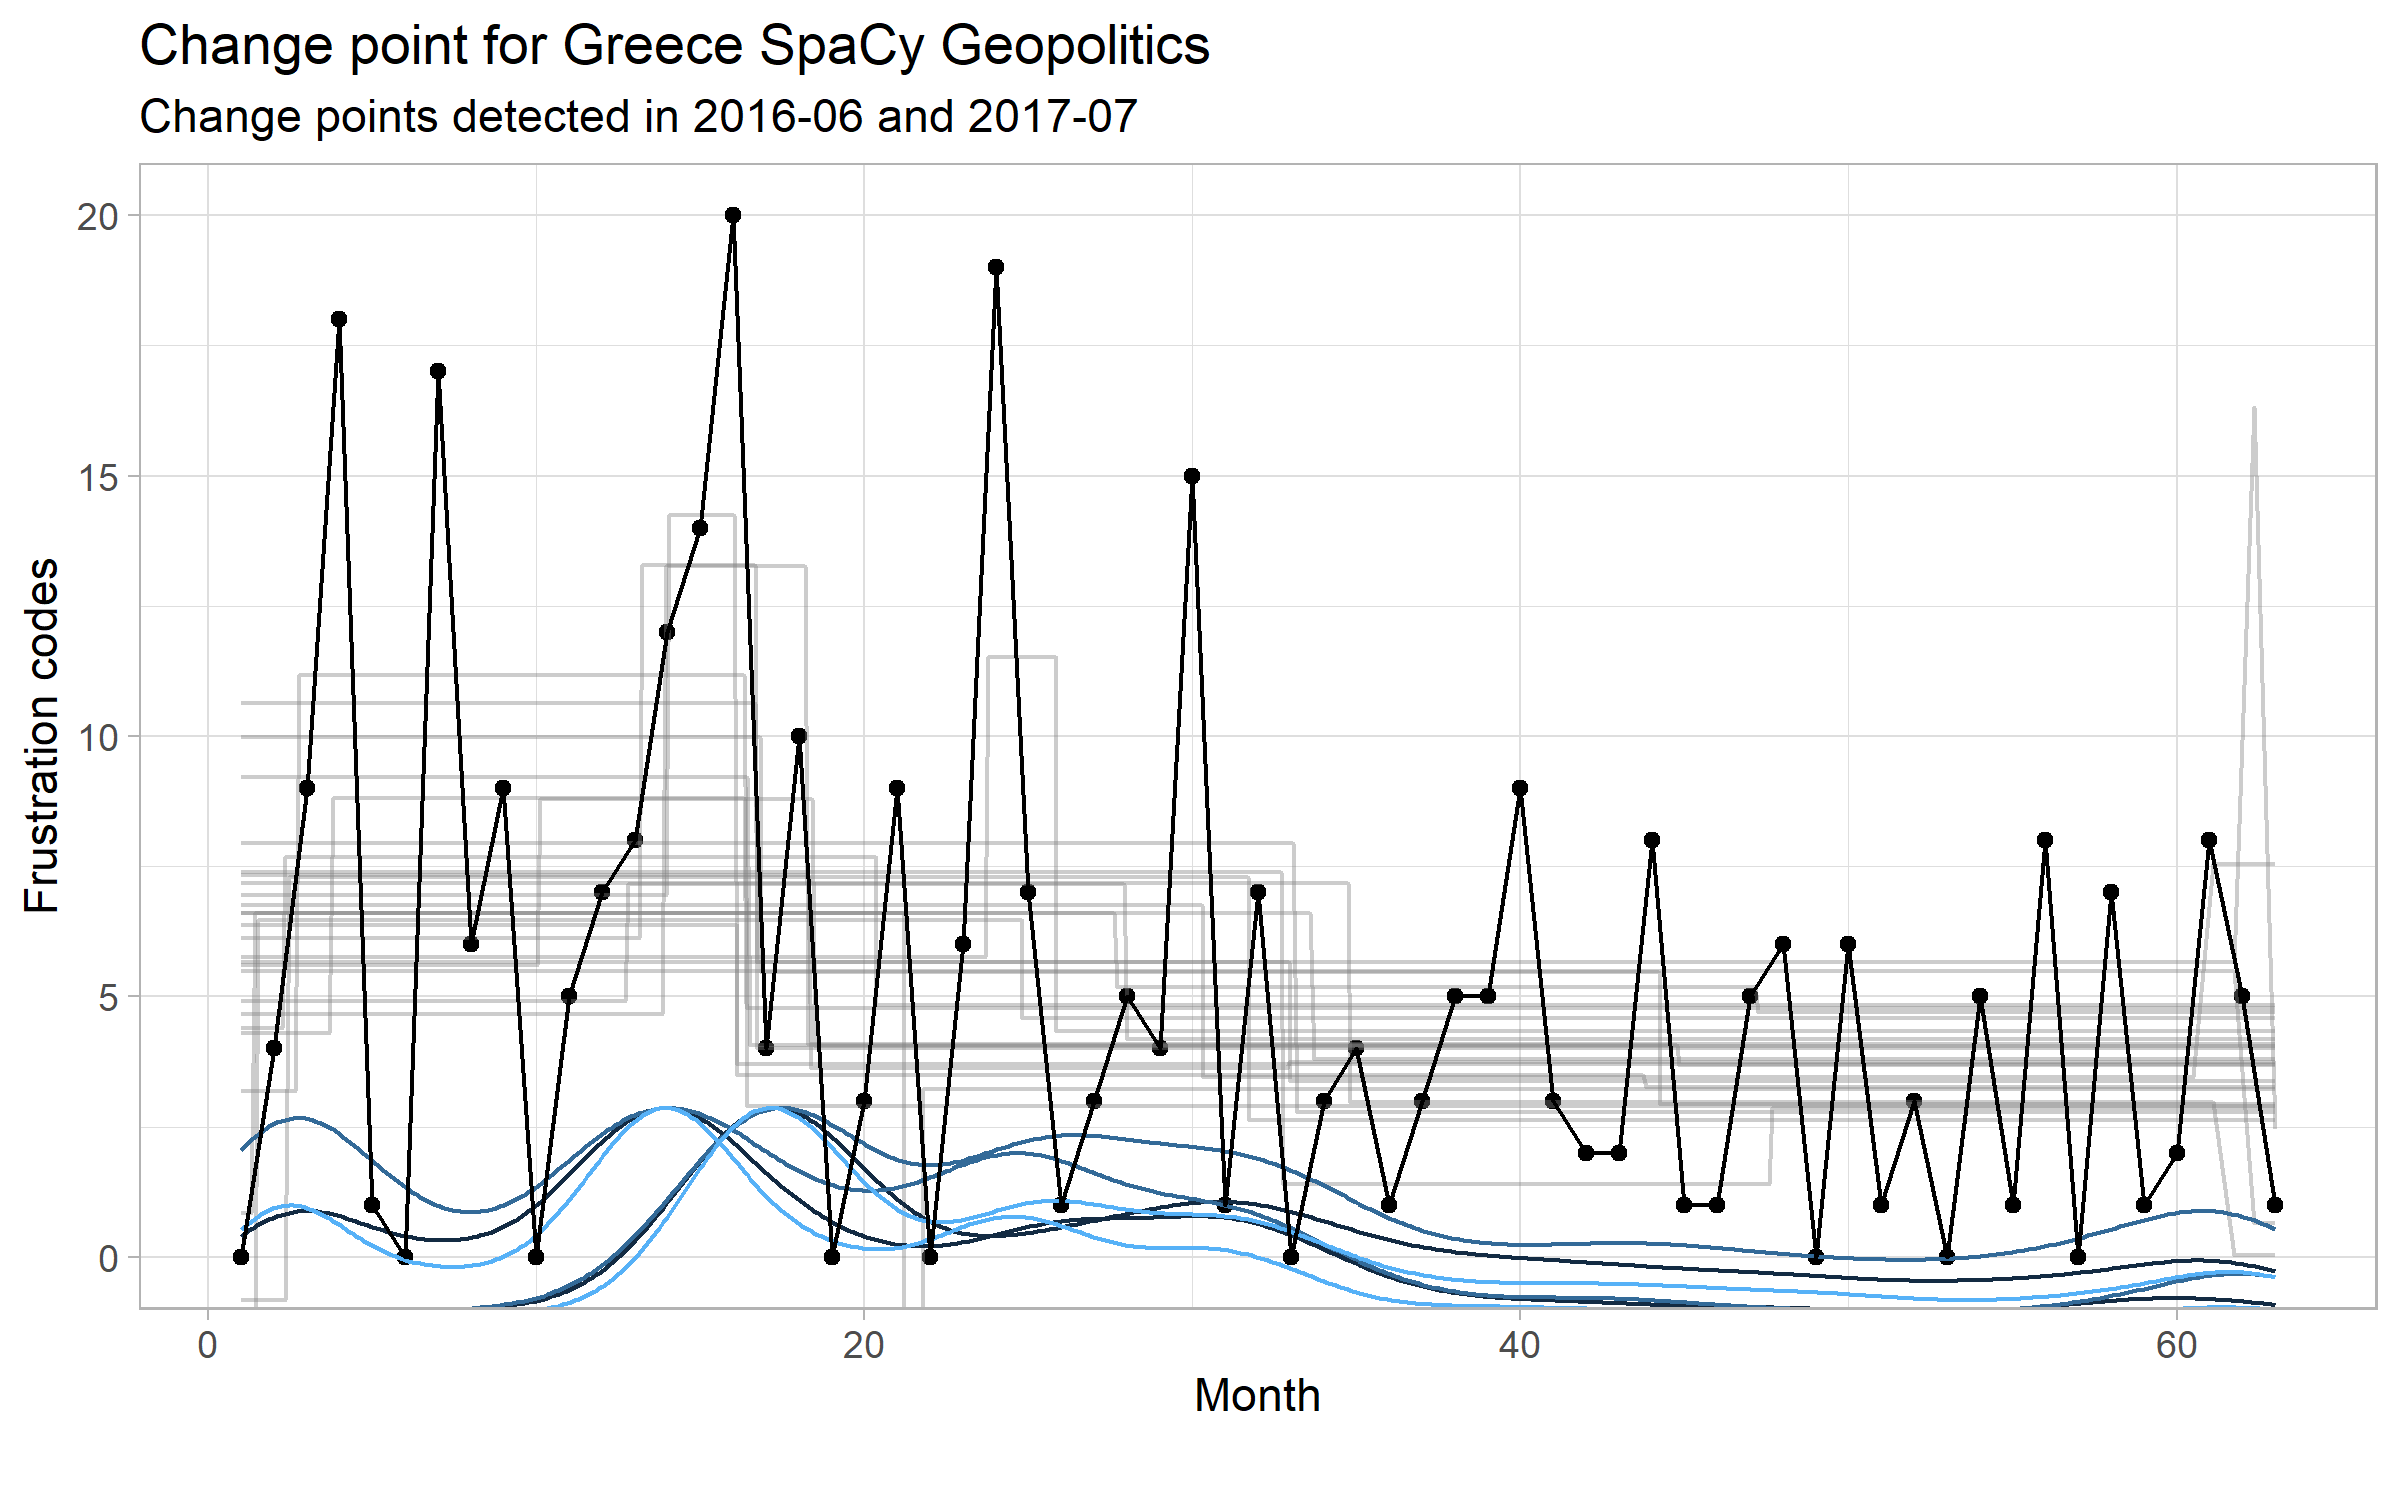 Change point for Greece SpaCy Geopolitics
Change points detected in 2016-06 and 2017-07
Frustration codes
20
15
10
5
0
0 20 40 60
Month